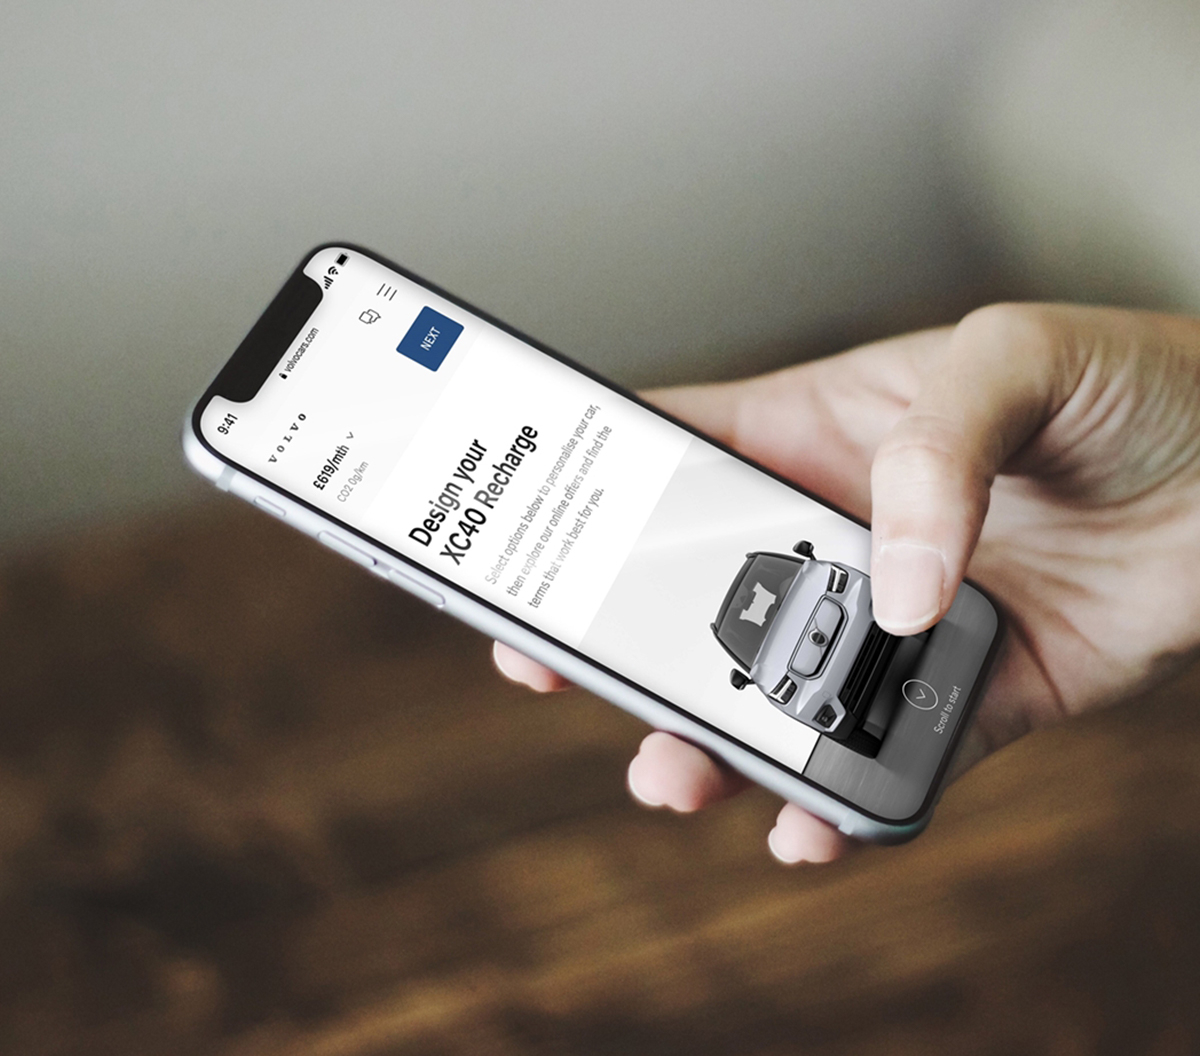 9:41
volvocars.com
VOLVO
£619/mth
CO2 0g/km
NEXT
Design your
XC40 Recharge
Select options below to personalise your car,
then explore our online offers and find the
terms that work best for you.
Scroll to start